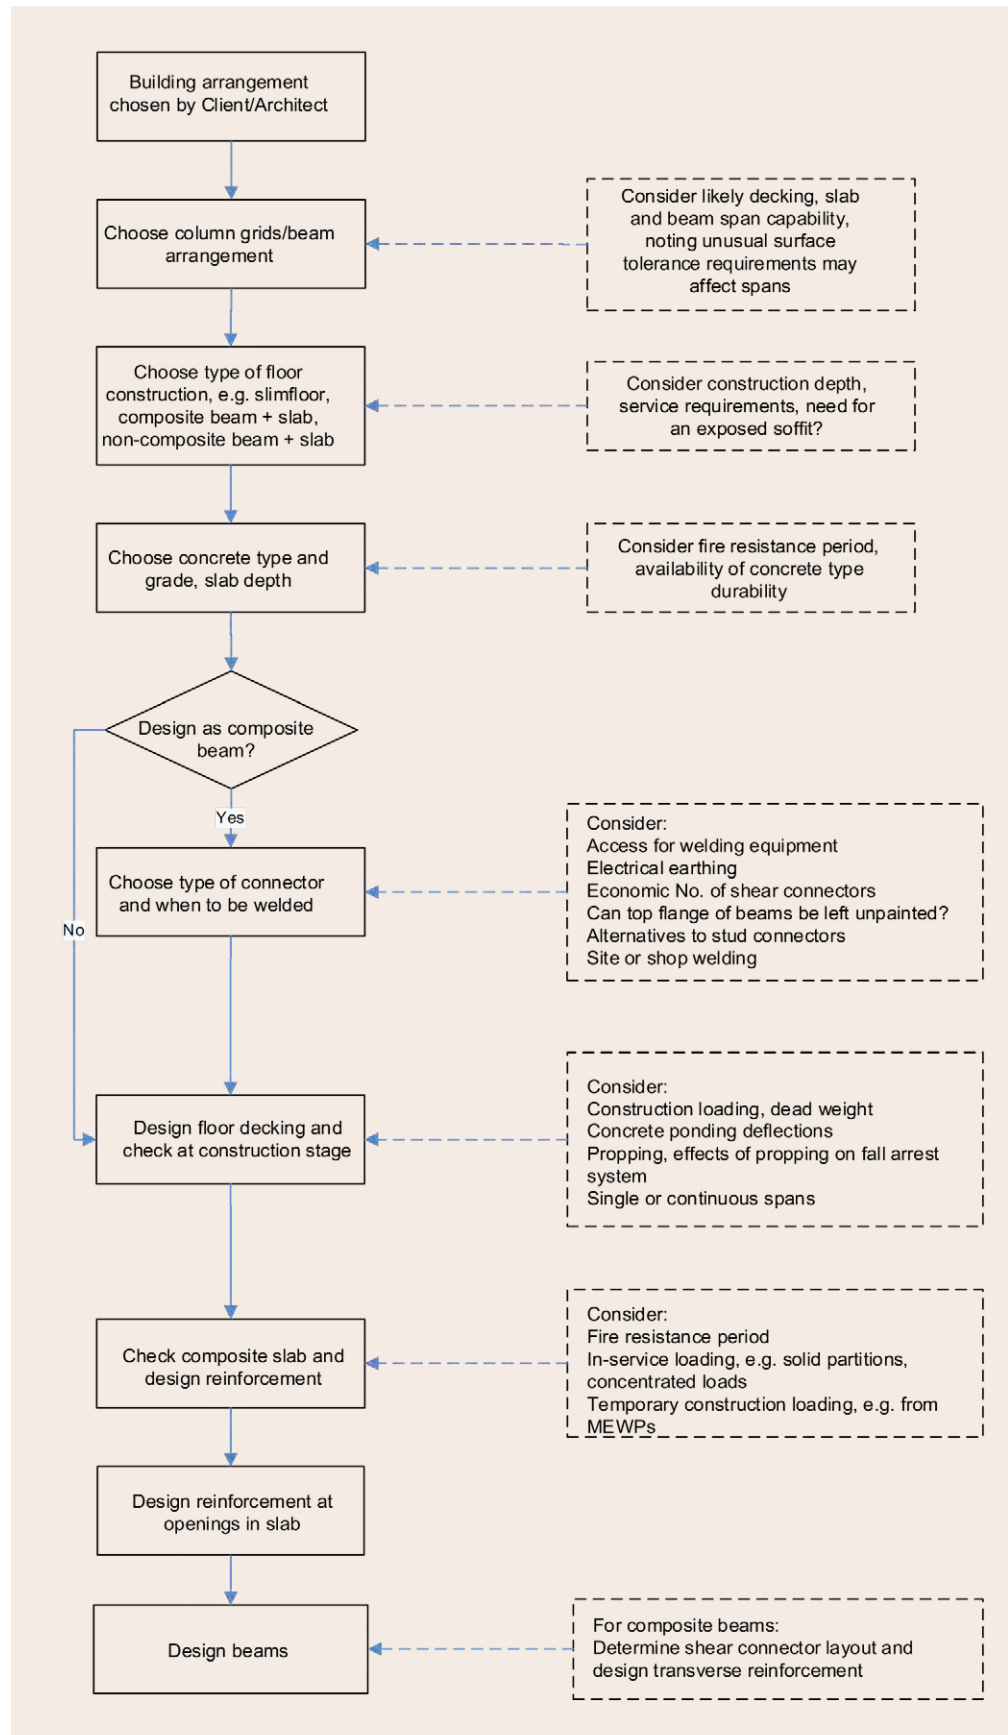 Building arrangement
chosen by Client/Architect
Choose column grids/beam
arrangement
Consider likely decking, slab
and beam span capability,
noting unusual surface
tolerance requirements may
affect spans
Choose type of floor
construction, e.g. slimfloor,
composite beam + slab,
non-composite beam + slab
Consider construction depth,
service requirements, need for
an exposed soffit?
Choose concrete type and
grade, slab depth
Consider fire resistance period,
availability of concrete type
durability
Design as composite
beam?
Yes
No
Choose type of connector
and when to be welded
Consider:
Access for welding equipment
Electrical earthing
Economic No. of shear connectors
Can top flange of beams be left unpainted?
Alternatives to stud connectors
Site or shop welding
Design floor decking and
check at construction stage
Consider:
Construction loading, dead weight
Concrete ponding deflections
Propping, effects of propping on fall arrest
system
Single or continuous spans
Check composite slab and
design reinforcement
Consider:
Fire resistance period
In-service loading, e.g. solid partitions,
concentrated loads
Temporary construction loading, e.g. from
MEWPs
Design reinforcement at
openings in slab
Design beams
For composite beams:
Determine shear connector layout and
design transverse reinforcement